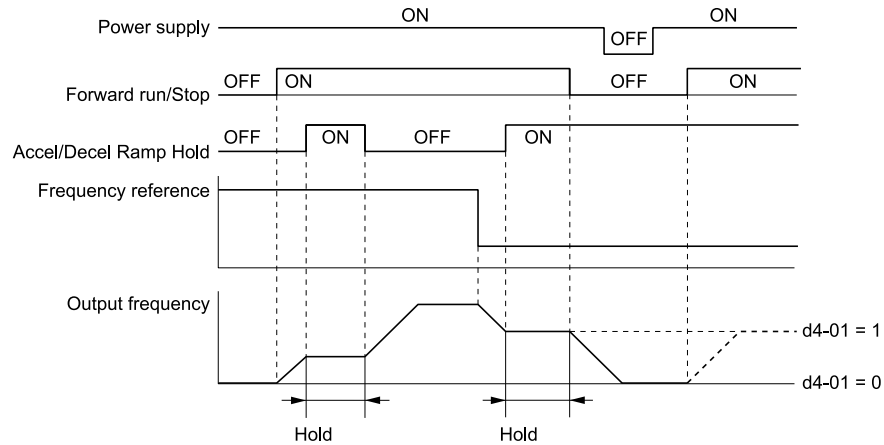 ON
ON
Power supply
OFF
OFF
ON
OFF
ON
Forward run/Stop
OFF
ON
OFF
ON
Accel/Decel Ramp Hold
Frequency reference
Output frequency
d4-01 = 1
d4-01 = 0
Hold
Hold